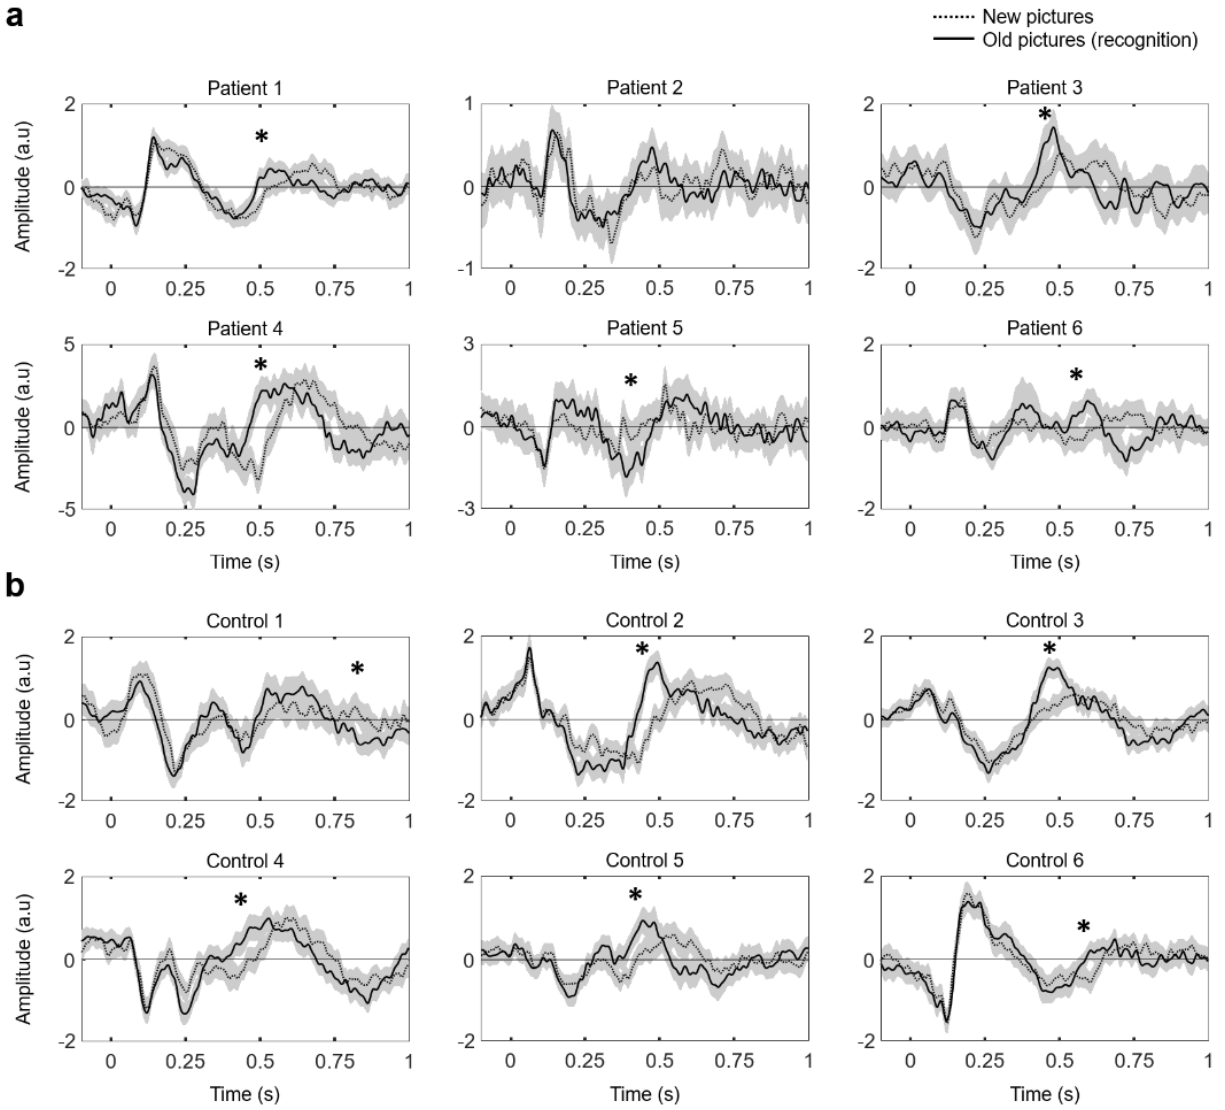 a
New pictures
Old pictures (recognition)
Patient 1 Patient 2 Patient 3
2 1 2
*
*
Amplitude (a.u)
0 0 0
-2 -1 -2
0 0.25 0.5 0.75 1 0 0.25 0.5 0.75 1 0 0.25 0.5 0.75 1
Patient 4 Patient 5 Patient 6
5 3 2
* * *
Amplitude (a.u)
0 0 0
-5 -3 -2
0 0.25 0.5 0.75 1 0 0.25 0.5 0.75 1 0 0.25 0.5 0.75 1
Time (s) Time (s) Time (s)
b
Control 1 Control 2 Control 3
2 2 2
* * *
Amplitude (a.u)
0 0 0
-2 -2 -2
0 0.25 0.5 0.75 1 0 0.25 0.5 0.75 1 0 0.25 0.5 0.75 1
Control 4 Control 5 Control 6
2 2 2
* * *
Amplitude (a.u)
0 0 0
-2 -2 -2
0 0.25 0.5 0.75 1 0 0.25 0.5 0.75 1 0 0.25 0.5 0.75 1
Time (s) Time (s) Time (s)